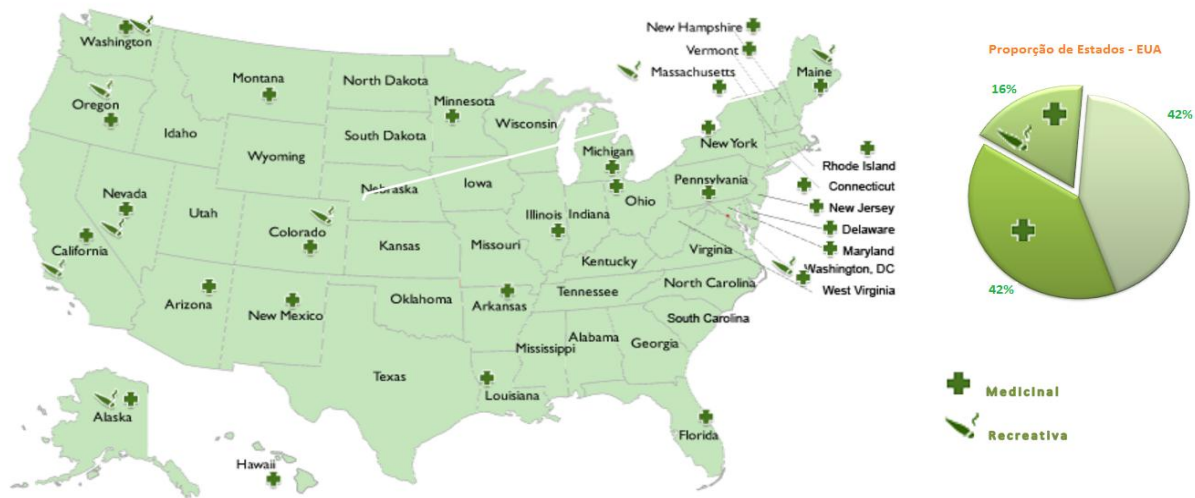 Washington
Montana
North Dakota
Minnesota
Oregon
Idaho
South Dakota
Wisconsin
Michigan
Wyoming
New Hampshire
Vermont
Massachusetts
Maine
New York
Rhode Island
Connecticut
New Jersey
Delaware
Maryland
Washington, DC
West Virginia
Nebraska
Iowa
Pennsylvania
Ohio
Nevada
Utah
Colorado
Kansas
Illinois
Indiana
Missouri
Kentucky
Virginia
California
Arizona
New Mexico
Oklahoma
Arkansas
Tennessee
North Carolina
South Carolina
Mississippi
Alabama
Georgia
Texas
Louisiana
Florida
Alaska
Hawaii
Proporção de Estados - EUA
16%
42%
42%
Medicinal
Recreativa